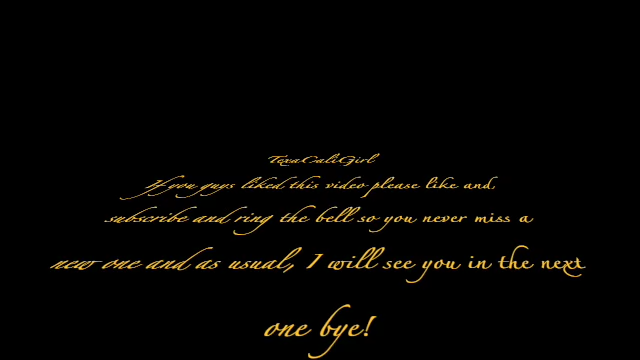 TexaCaliGirl
If you guys liked this video please like and,
subscribe and ring the bell so you never miss a
new one and as usual, I will see you in the next
one bye!